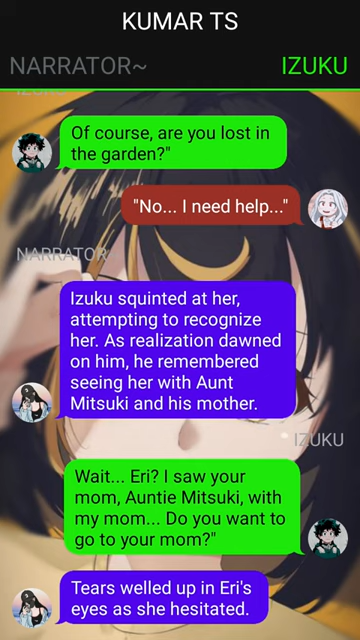 KUMAR TS
NARRATOR~
IZUKU
IZUKU
Of course, are you lost in
the garden?"
"No... I need help..."
NARRATOR~
Izuku squinted at her,
attempting to recognize
her. As realization dawned
on him, he remembered
seeing her with Aunt
Mitsuki and his mother.
IZUKU
Wait... Eri? I saw your
mom, Auntie Mitsuki, with
my mom... Do you want to
go to your mom?"
Tears welled up in Eri's
eyes as she hesitated.